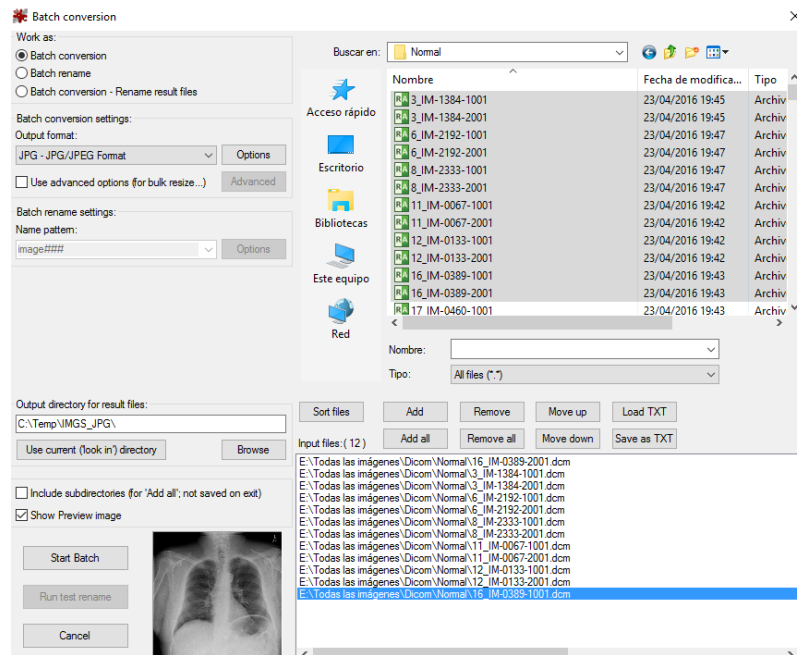 Batch conversion
Work as:
Batch conversion
Batch rename
Batch conversion - Rename result files
Batch conversion settings:
Output format:
JPG - JPG/JPEG Format
Options
Use advanced options (for bulk resize...)
Advanced
Batch rename settings:
Name pattern:
image###
Options
Output directory for result files:
C:\Temp\IMGS_JPG\
Use current ('look in') directory
Browse
Include subdirectories (for 'Add all'; not saved on exit)
Show Preview image
Start Batch
Run test rename
Cancel
Buscar en:
Normal
Acceso rápido
Escritorio
Bibliotecas
Este equipo
Red
Nombre
Fecha de modifica...
Tipo
3_IM-1384-1001 23/04/2016 19:45 Archiv
3_IM-1384-2001 23/04/2016 19:45 Archiv
6_IM-2192-1001 23/04/2016 19:47 Archiv
6_IM-2192-2001 23/04/2016 19:47 Archiv
8_IM-2333-1001 23/04/2016 19:47 Archiv
8_IM-2333-2001 23/04/2016 19:47 Archiv
11_IM-0067-1001 23/04/2016 19:42 Archiv
11_IM-0067-2001 23/04/2016 19:42 Archiv
12_IM-0133-1001 23/04/2016 19:42 Archiv
12_IM-0133-2001 23/04/2016 19:42 Archiv
16_IM-0389-1001 23/04/2016 19:43 Archiv
16_IM-0389-2001 23/04/2016 19:43 Archiv
17_IM-0460-1001 23/04/2016 19:43 Archiv
Nombre:
Tipo:
All files (*.*)
Sort files
Add
Remove
Move up
Load TXT
Input files: ( 12 )
Add all
Remove all
Move down
Save as TXT
E:\Todas las imágenes\Dicom\Normal\16_IM-0389-2001.dcm
E:\Todas las imágenes\Dicom\Normal\3_IM-1384-1001.dcm
E:\Todas las imágenes\Dicom\Normal\3_IM-1384-2001.dcm
E:\Todas las imágenes\Dicom\Normal\6_IM-2192-1001.dcm
E:\Todas las imágenes\Dicom\Normal\6_IM-2192-2001.dcm
E:\Todas las imágenes\Dicom\Normal\8_IM-2333-1001.dcm
E:\Todas las imágenes\Dicom\Normal\8_IM-2333-2001.dcm
E:\Todas las imágenes\Dicom\Normal\11_IM-0067-1001.dcm
E:\Todas las imágenes\Dicom\Normal\11_IM-0067-2001.dcm
E:\Todas las imágenes\Dicom\Normal\12_IM-0133-1001.dcm
E:\Todas las imágenes\Dicom\Normal\12_IM-0133-2001.dcm
E:\Todas las imágenes\Dicom\Normal\16_IM-0389-1001.dcm